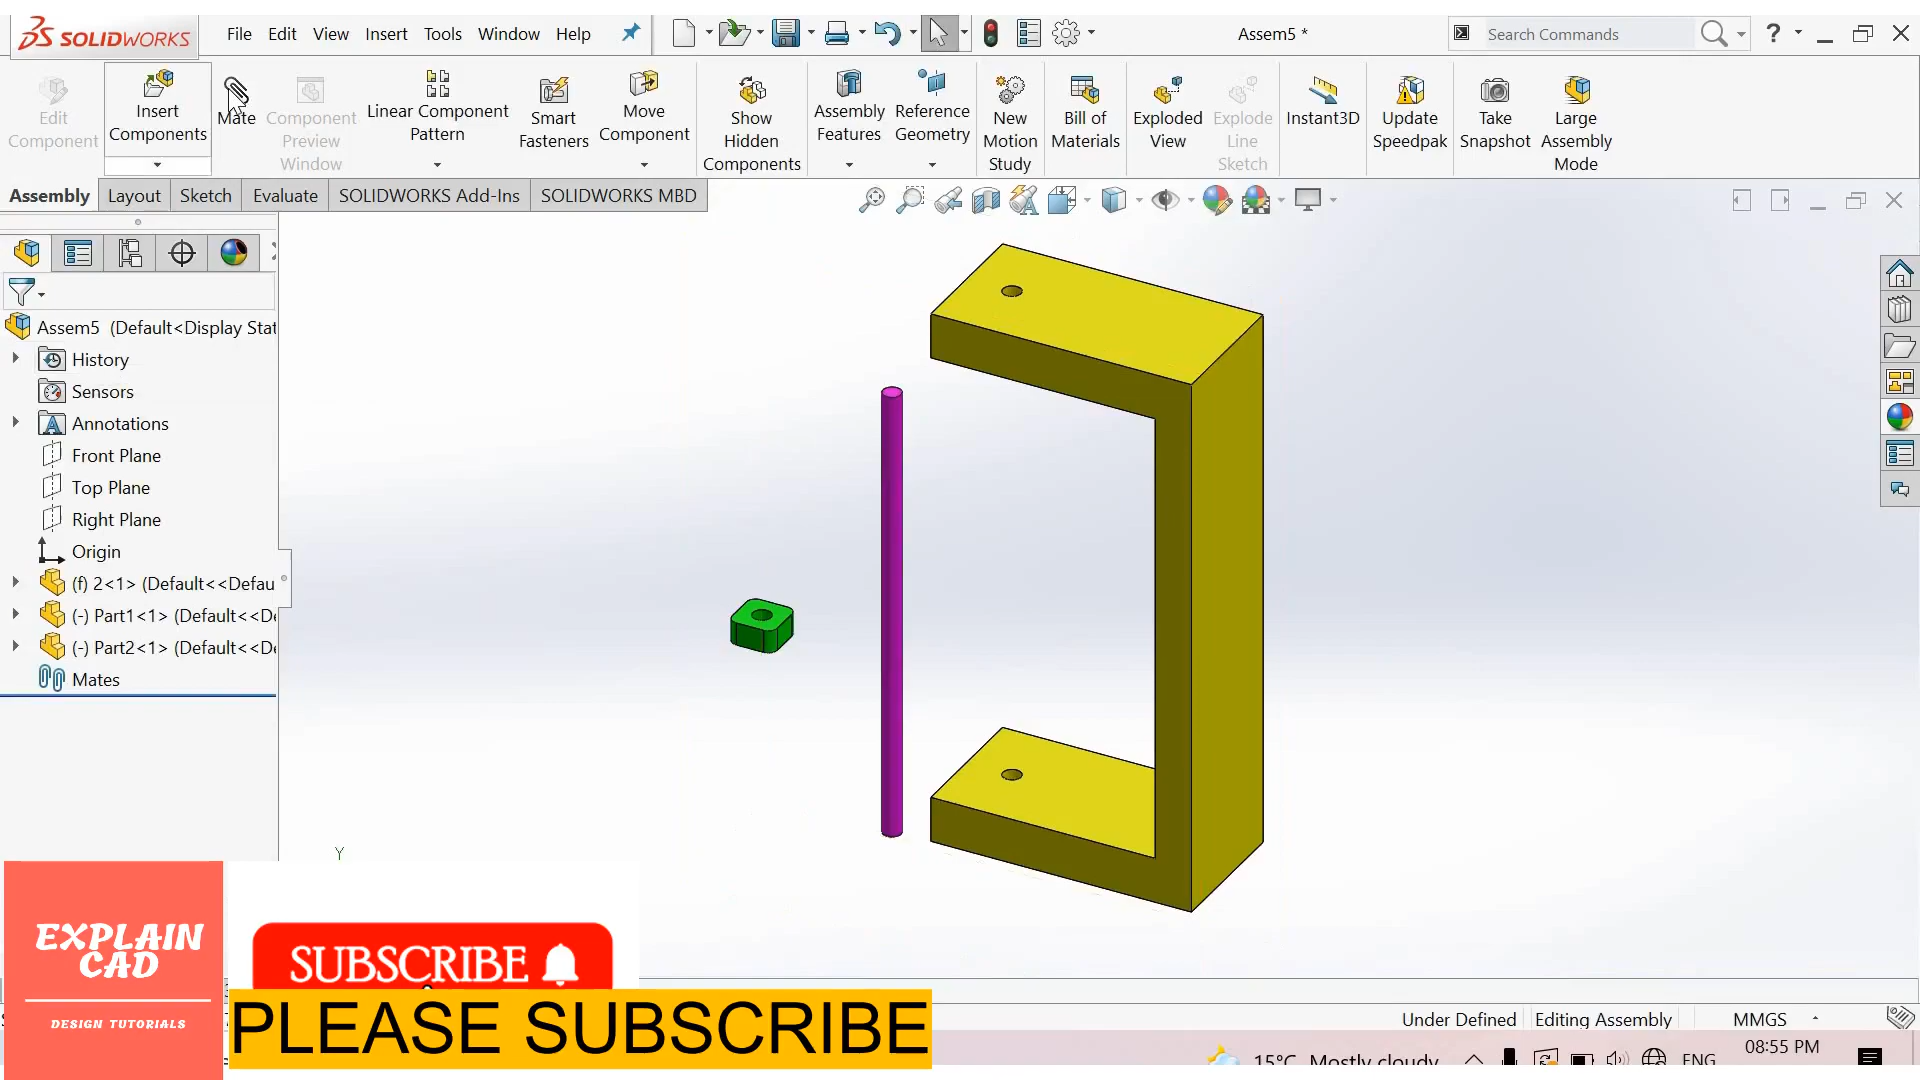 SOLIDWORKS File Edit View Insert Tools Window Help Assem5 * Search Commands ?
Edit Component
Insert Components
Mate
Component Preview Window
Linear Component Pattern
Smart Fasteners
Move Component
Show Hidden Components
Assembly Features
Reference Geometry
New Motion Study
Bill of Materials
Exploded View
Explode Line Sketch
Instant3D
Update Speedpak
Take Snapshot
Large Assembly Mode
Assembly Layout Sketch Evaluate SOLIDWORKS Add-Ins SOLIDWORKS MBD
Assem5 (Default<Display Stat
History
Sensors
Annotations
Front Plane
Top Plane
Right Plane
Origin
(f) 2<1> (Default<<Defau
(-) Part1<1> (Default<<De
(-) Part2<1> (Default<<De
Mates
Y
EXPLAIN
CAD
DESIGN TUTORIALS
SUBSCRIBE
PLEASE SUBSCRIBE
Under Defined Editing Assembly MMGS
15°C Mostly cloudy ENG 08:55 PM